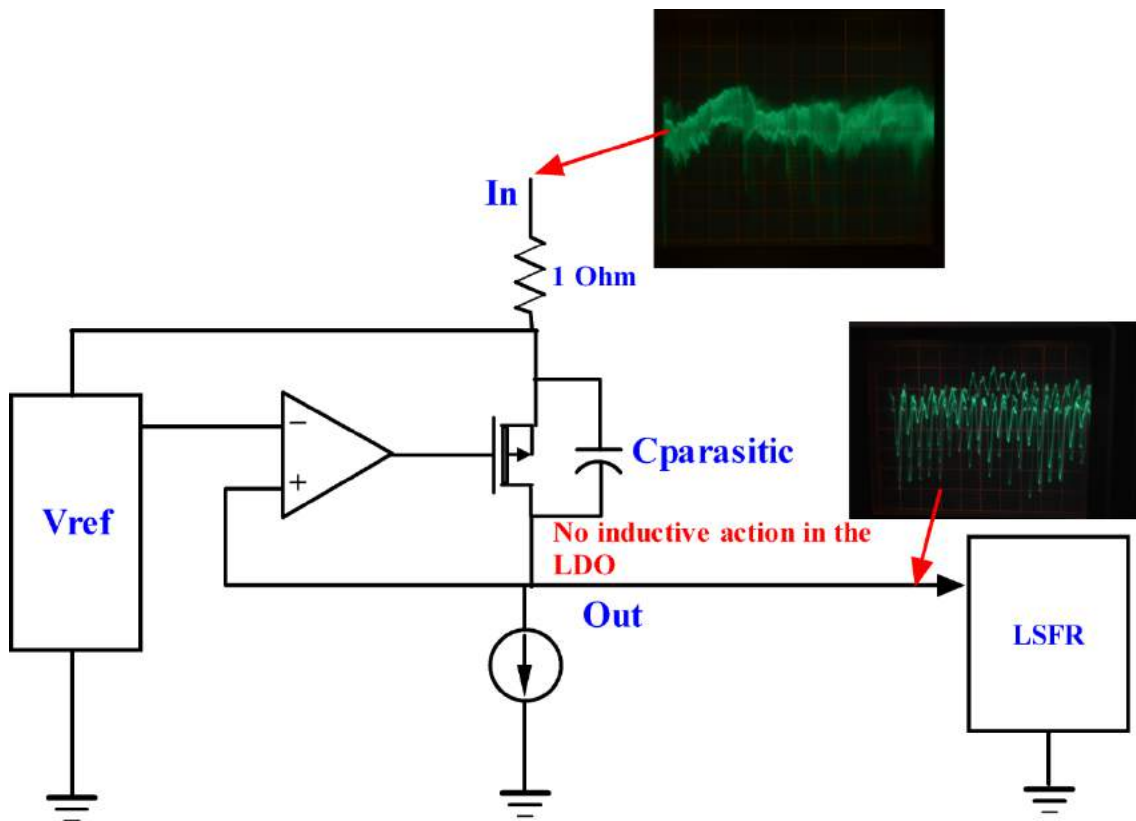 In
1 Ohm
−
+
Vref
Cparasitic
No inductive action in the
LDO
Out
LSFR